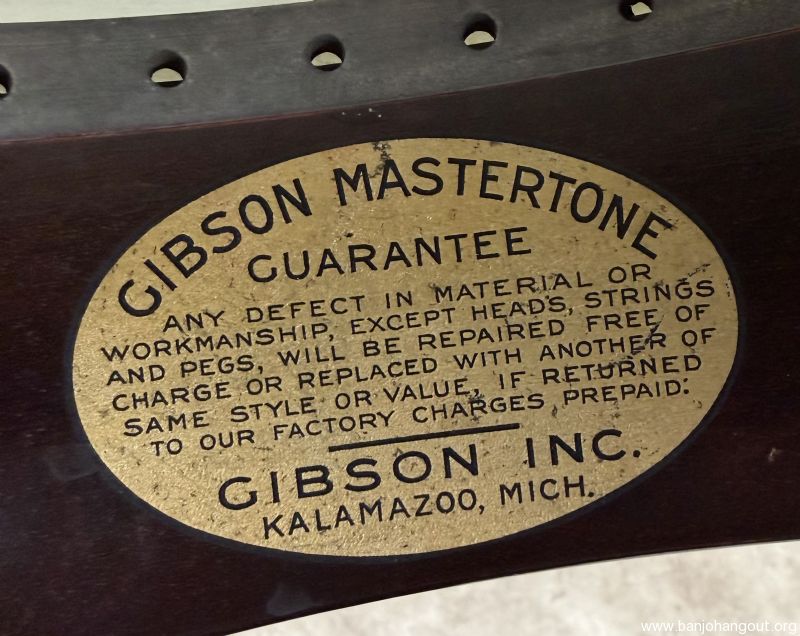 GIBSON MASTERTONE
GUARANTEE
ANY DEFECT IN MATERIAL OR
WORKMANSHIP, EXCEPT HEADS, STRINGS
AND PEGS, WILL BE REPAIRED FREE OF
CHARGE OR REPLACED WITH ANOTHER OF
SAME STYLE OR VALUE, IF RETURNED
TO OUR FACTORY CHARGES PREPAID.
GIBSON INC.
KALAMAZOO, MICH.
www.banjohangout.org